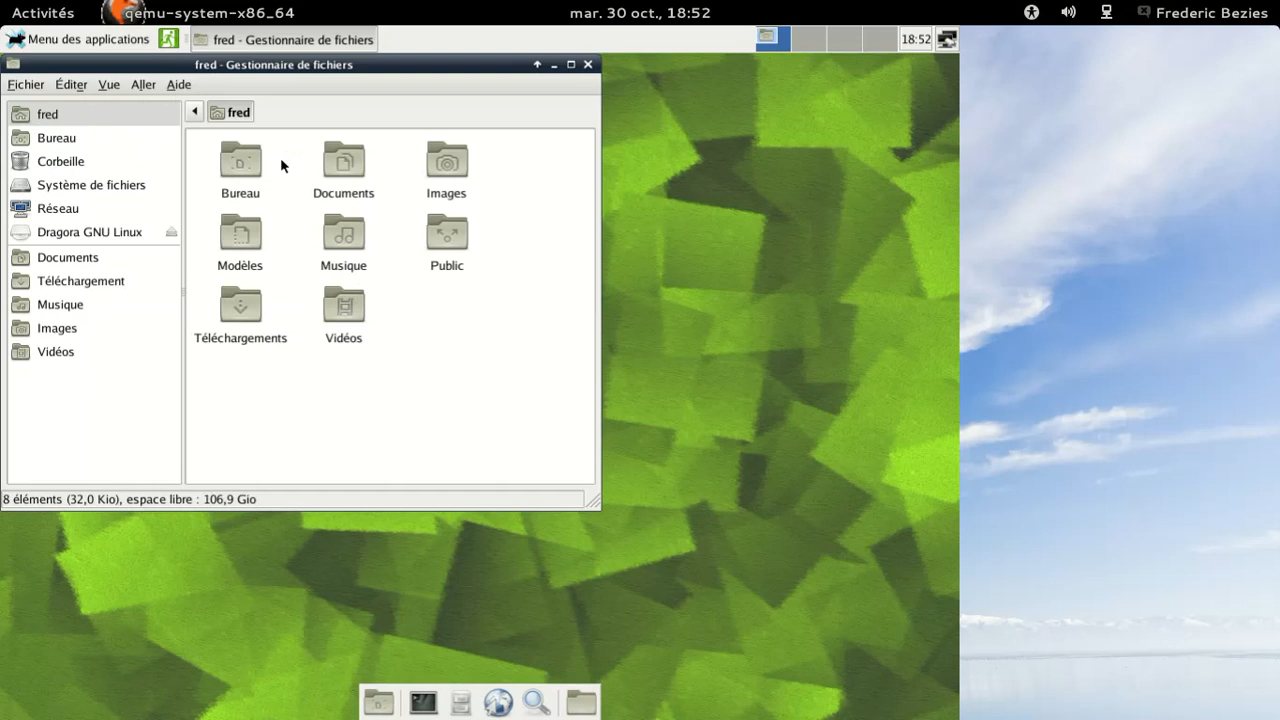 Activités
qemu-system-x86_64
mar. 30 oct., 18:52
Frederic Bezies
Menu des applications
fred - Gestionnaire de fichiers
18:52
fred - Gestionnaire de fichiers
Fichier Éditer Vue Aller Aide
fred
Bureau
Corbeille
Système de fichiers
Réseau
Dragora GNU Linux
Documents
Téléchargement
Musique
Images
Vidéos
fred
Bureau Documents Images
Modèles Musique Public
Téléchargements Vidéos
8 éléments (32,0 Kio), espace libre : 106,9 Gio